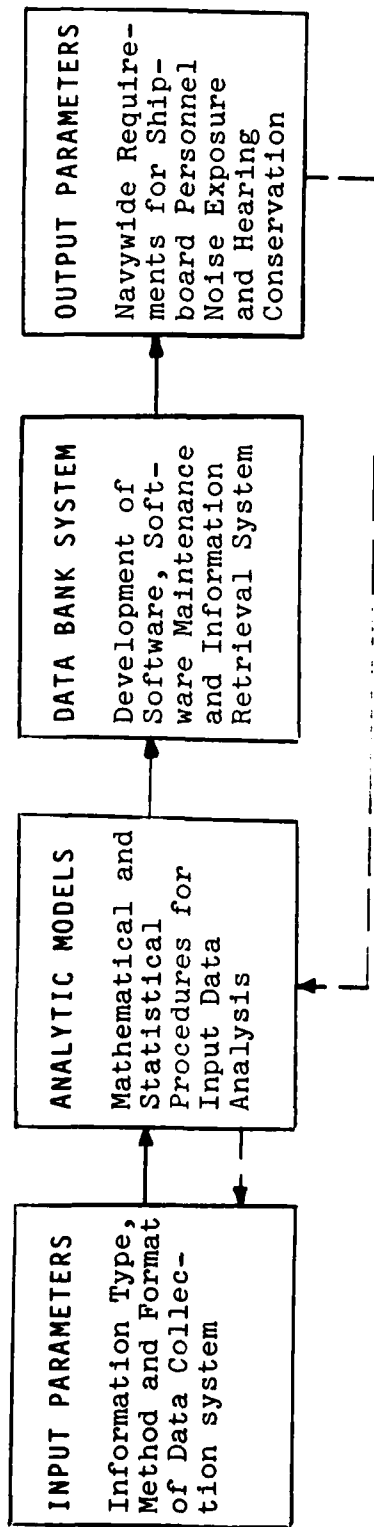 INPUT PARAMETERS
Information Type,
Method and Format
of Data Collec-
tion system
ANALYTIC MODELS
Mathematical and
Statistical
Procedures for
Input Data
Analysis
DATA BANK SYSTEM
Development of
Software, Soft-
ware Maintenance
and Information
Retrieval System
OUTPUT PARAMETERS
Navywide Require-
ments for Ship-
board Personnel
Noise Exposure
and Hearing
Conservation